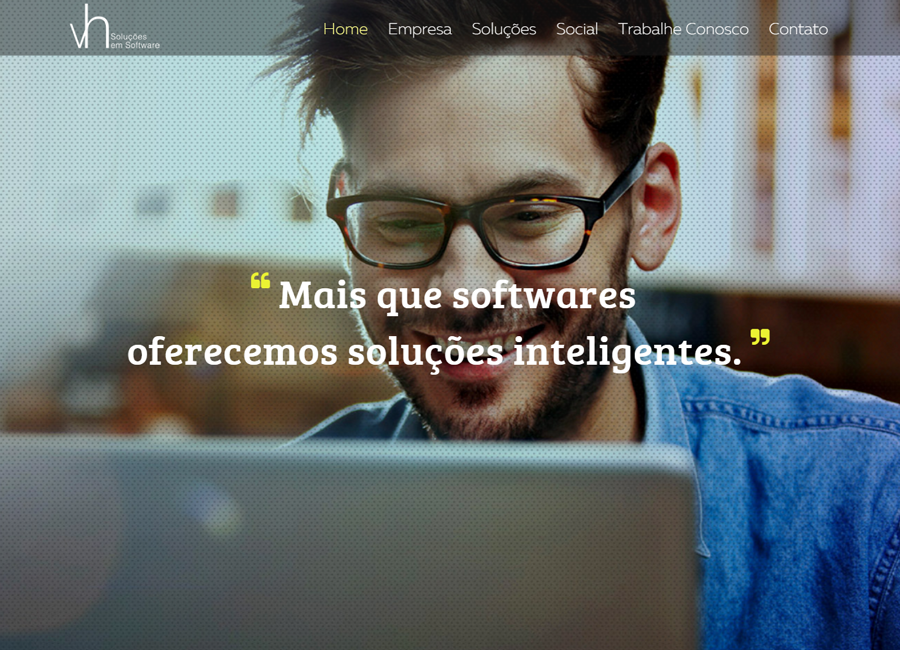 vh
Soluções
em Software
Home Empresa Soluções Social Trabalhe Conosco Contato
❝ Mais que softwares
oferecemos soluções inteligentes. ❞